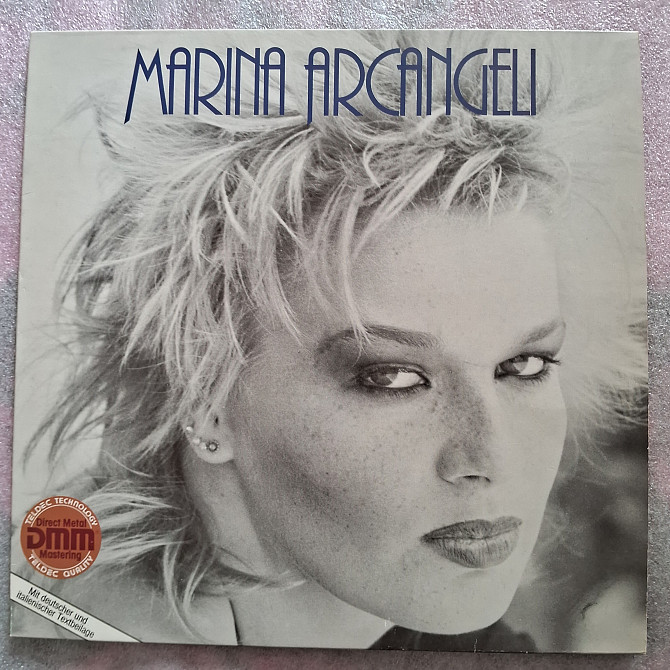 MARINA ARCANGELI
TELDEC TECHNOLOGY
Direct Metal
DMM
Mastering
TELDEC QUALITY
Mit deutscher und
italienischer Textbeilage